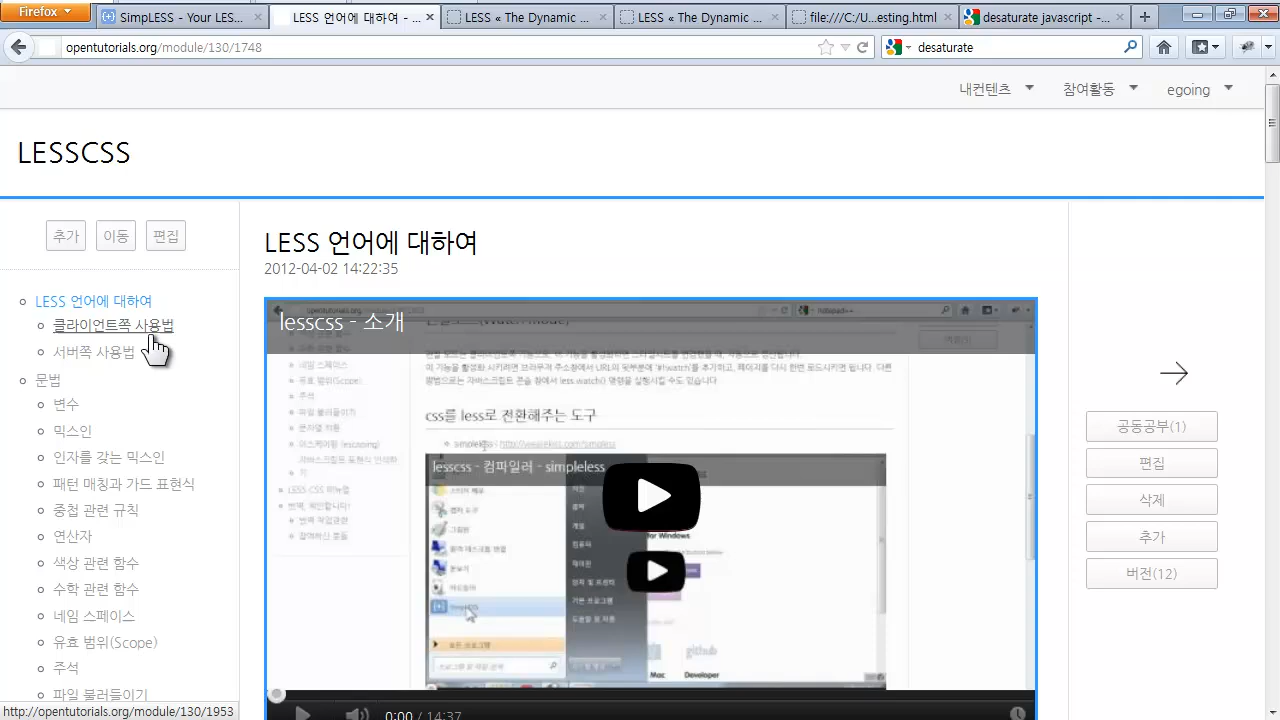 Firefox
SimpLESS - Your LES...
LESS 언어에 대하여 - ...
LESS « The Dynamic ...
LESS « The Dynamic ...
file:///C:/U...esting.html
desaturate javascript -...
opentutorials.org/module/130/1748
desaturate
내컨텐츠
참여활동
egoing
LESSCSS
추가
이동
편집
LESS 언어에 대하여
클라이언트쪽 사용법
서버쪽 사용법
문법
변수
믹스인
인자를 갖는 믹스인
패턴 매칭과 가드 표현식
중첩 관련 규칙
연산자
색상 관련 함수
수학 관련 함수
네임 스페이스
유효 범위(Scope)
주석
파일 불러들이기
LESS 언어에 대하여
2012-04-02 14:22:35
lesscss - 소개
css를 less로 전환해주는 도구
lesscss - 컴파일러 - simpleless
for Windows
github
Mac
Developer
0:00 / 14:37
공동공부(1)
편집
삭제
추가
버전(12)
http://opentutorials.org/module/130/1953